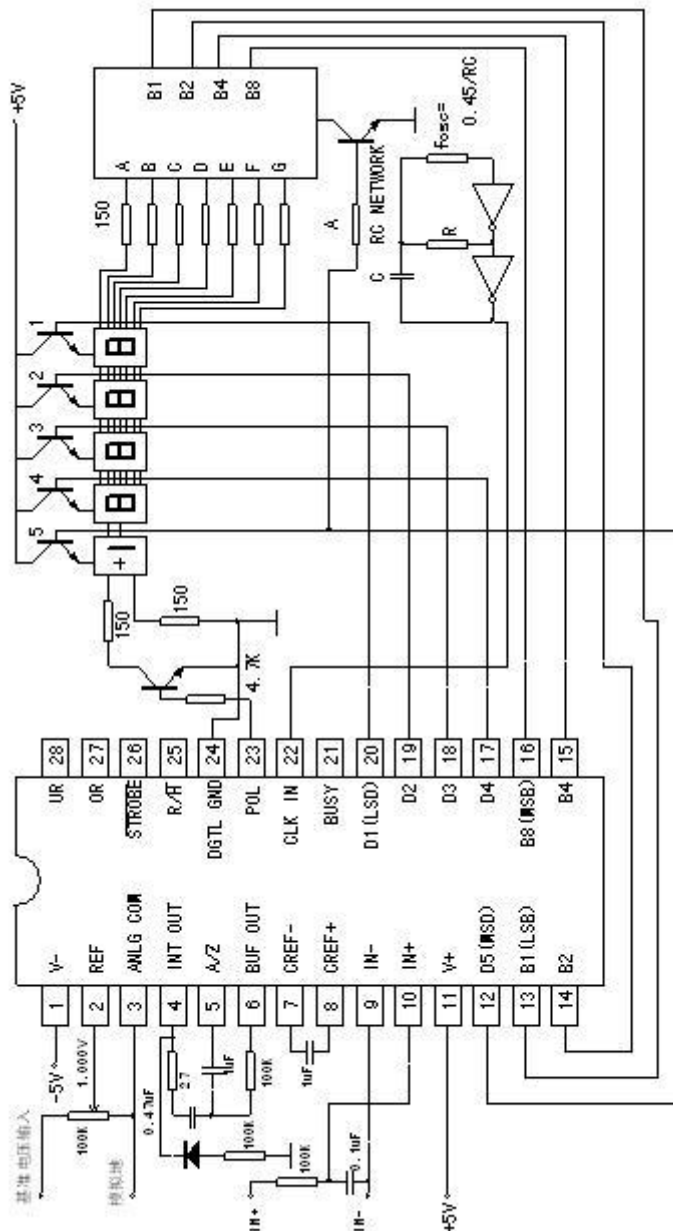 +5V
1
2
3
4
5
+1
8
8
8
8
150
A
B
C
D
E
F
G
B1
B2
B4
B8
A
RC NETWORK
fosc=
0.45/RC
C
R
150
150
4.7K
28
UR
27
OR
26
STROBE
25
R/H
24
DGTL GND
23
POL
22
CLK IN
21
BUSY
20
D1(LSD)
19
D2
18
D3
17
D4
16
B8(MSB)
15
B4
1
V-
2
REF
3
ANLG COM
4
INT OUT
5
A/Z
6
BUF OUT
7
CREF-
8
CREF+
9
IN-
10
IN+
11
V+
12
D5(MSD)
13
B1(LSB)
14
B2
-5V
1.000V
100K
基准电压输入
模拟地
0.47uF
27
1uF
100K
1uF
100K
100K
0.1uF
IN+
IN-
+5V